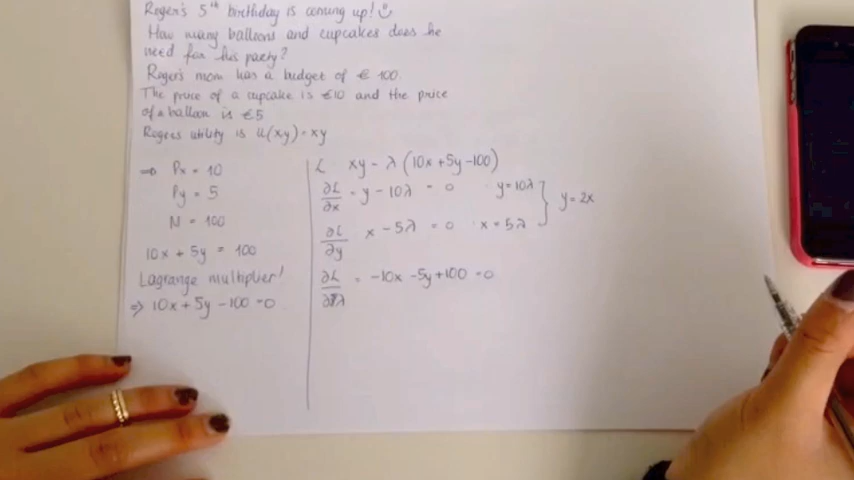 Roger's 5th birthday is coming up! ☺
How many balloons and cupcakes does he
need for his party?
Roger's mom has a budget of € 100.
The price of a cupcake is €10 and the price
of a balloon is €5
Rogers utility is U(xy) = xy
⇒ Px = 10
Py = 5
N = 100
10x + 5y = 100
Lagrange multiplier!
⇒ 10x + 5y - 100 = 0
L xy - λ (10x + 5y - 100)
∂L/∂x = y - 10λ = 0 y = 10λ
∂L/∂y x - 5λ = 0 x = 5λ
y = 2x
∂L/∂λ = -10x - 5y + 100 = 0